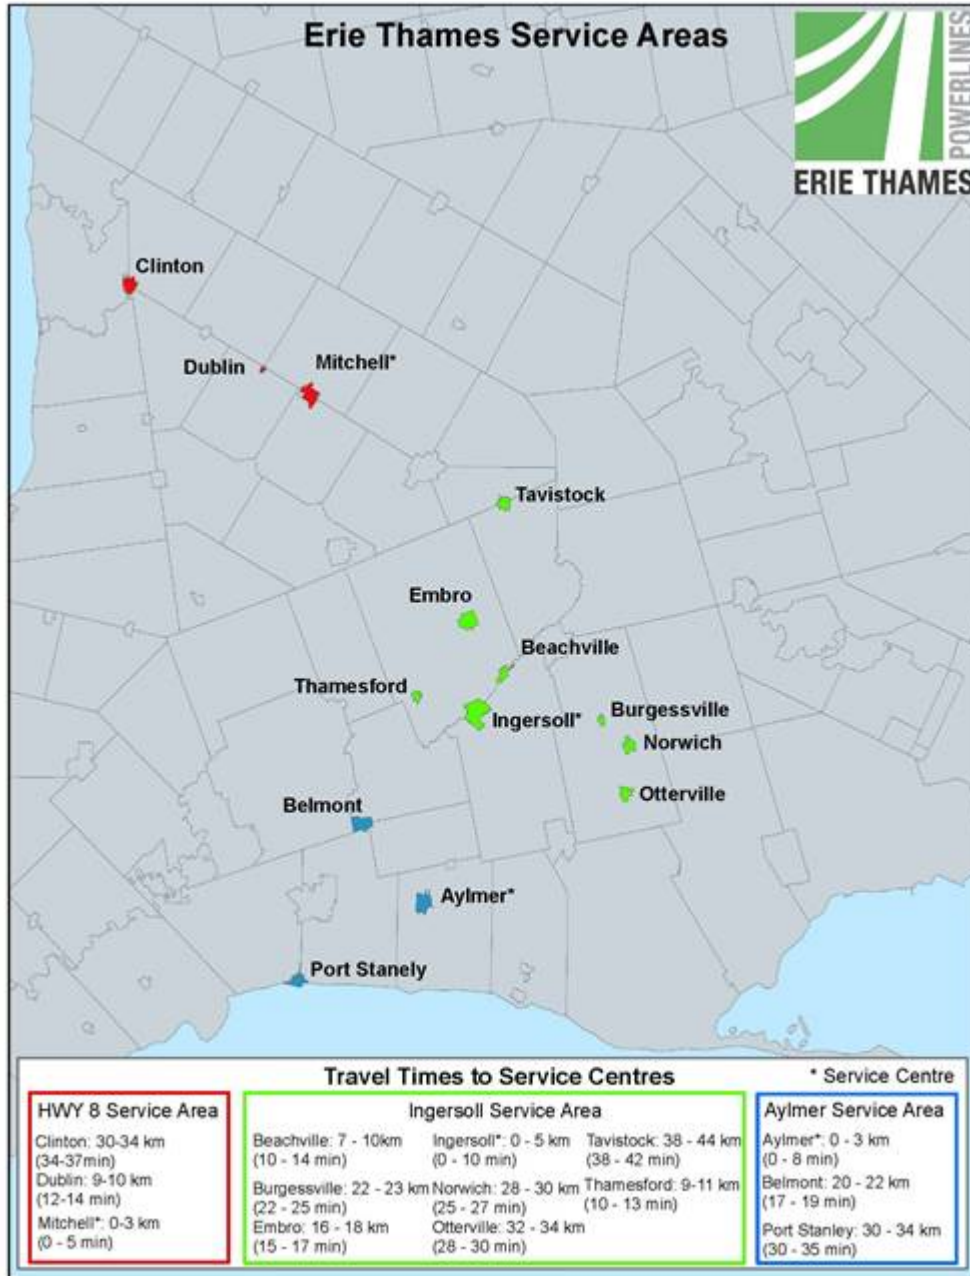 Erie Thames Service Areas
POWERLINES
ERIE THAMES
Clinton
Dublin
Mitchell*
Tavistock
Embro
Beachville
Thamesford
Ingersoll*
Burgessville
Norwich
Otterville
Belmont
Aylmer*
Port Stanely
Travel Times to Service Centres
* Service Centre
HWY 8 Service Area
Clinton: 30-34 km
(34-37min)
Dublin: 9-10 km
(12-14 min)
Mitchell*: 0-3 km
(0 - 5 min)
Ingersoll Service Area
Beachville: 7 - 10km
(10 - 14 min)
Burgessville: 22 - 23 km
(22 - 25 min)
Embro: 16 - 18 km
(15 - 17 min)
Ingersoll*: 0 - 5 km
(0 - 10 min)
Norwich: 28 - 30 km
(25 - 27 min)
Otterville: 32 - 34 km
(28 - 30 min)
Tavistock: 38 - 44 km
(38 - 42 min)
Thamesford: 9-11 km
(10 - 13 min)
Aylmer Service Area
Aylmer*: 0 - 3 km
(0 - 8 min)
Belmont: 20 - 22 km
(17 - 19 min)
Port Stanley: 30 - 34 km
(30 - 35 min)